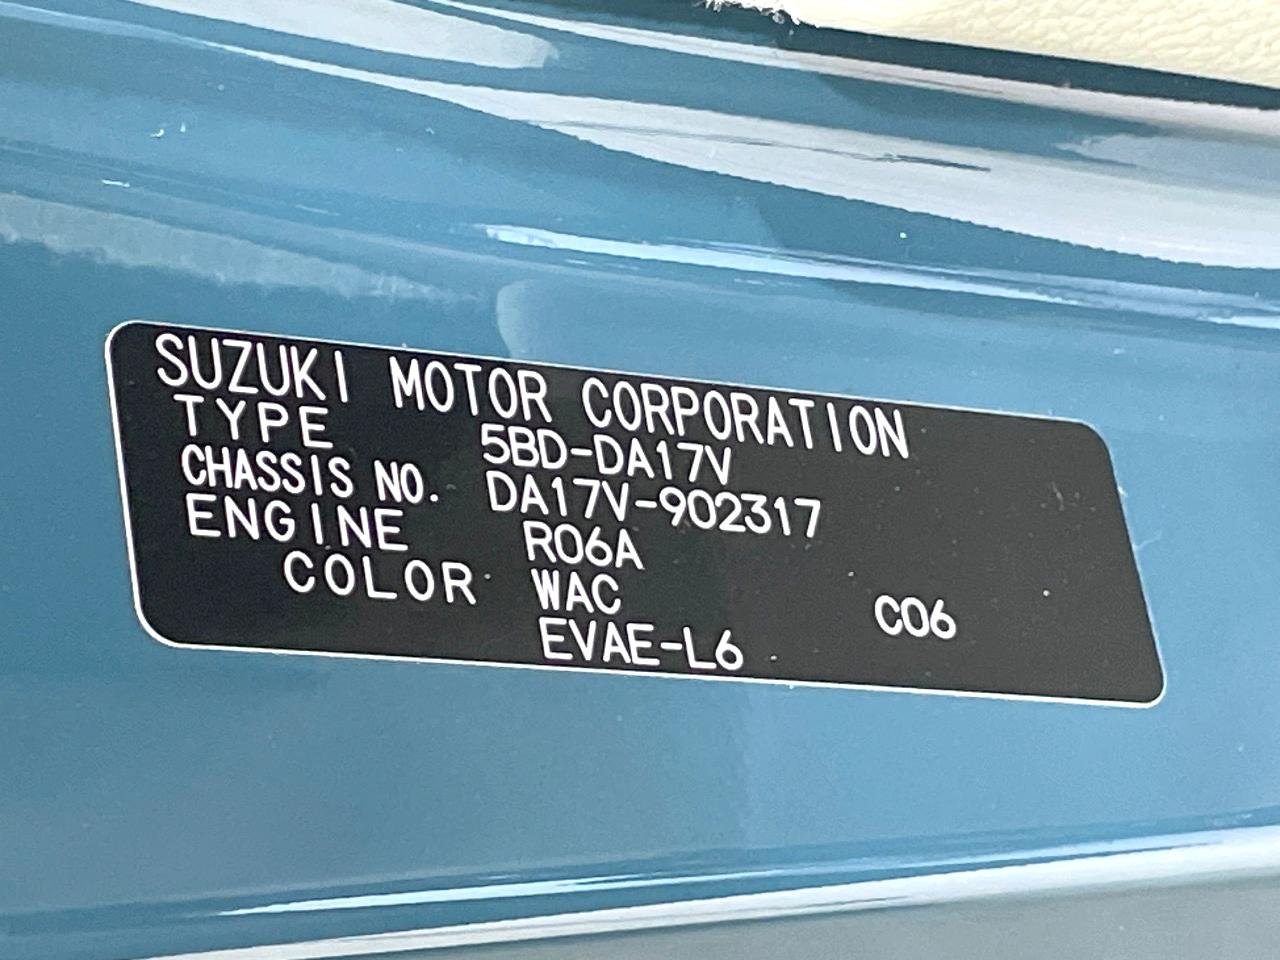 SUZUKI MOTOR CORPORATION
TYPE 5BD-DA17V
CHASSIS NO. DA17V-902317
ENGINE R06A
COLOR WAC C06
EVAE-L6